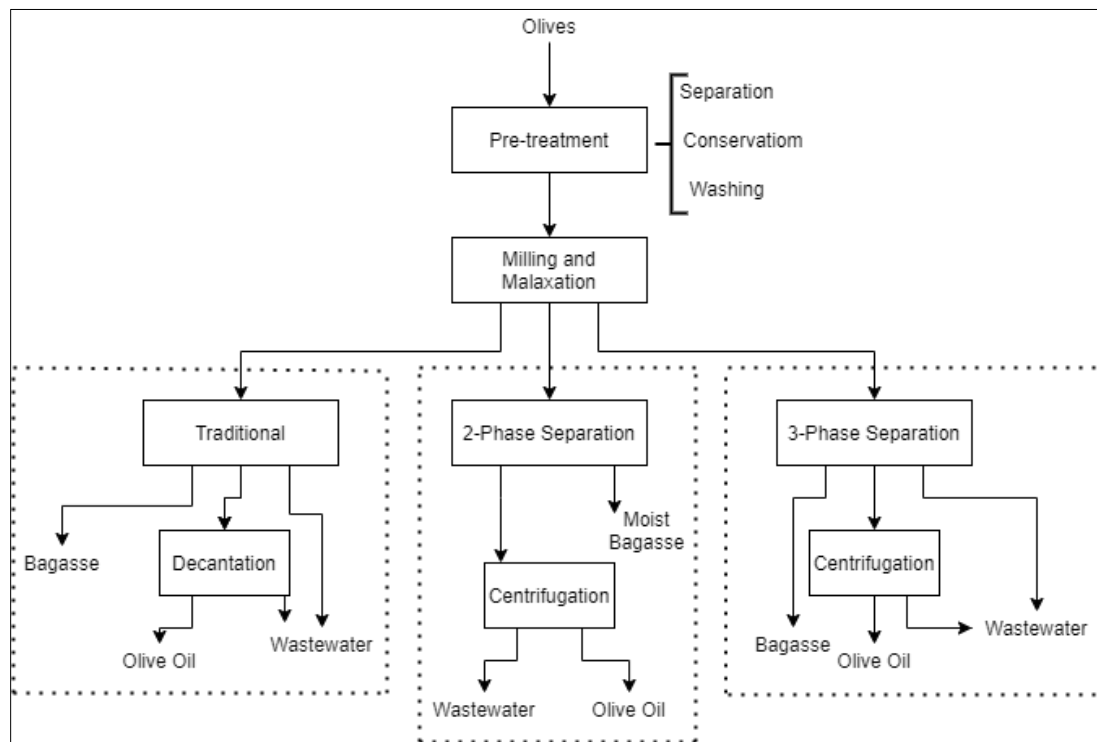 Olives
Pre-treatment
Separation
Conservatiom
Washing
Milling and
Malaxation
Traditional
2-Phase Separation
3-Phase Separation
Bagasse
Decantation
Olive Oil
Wastewater
Moist
Bagasse
Centrifugation
Wastewater
Olive Oil
Centrifugation
Bagasse
Olive Oil
Wastewater